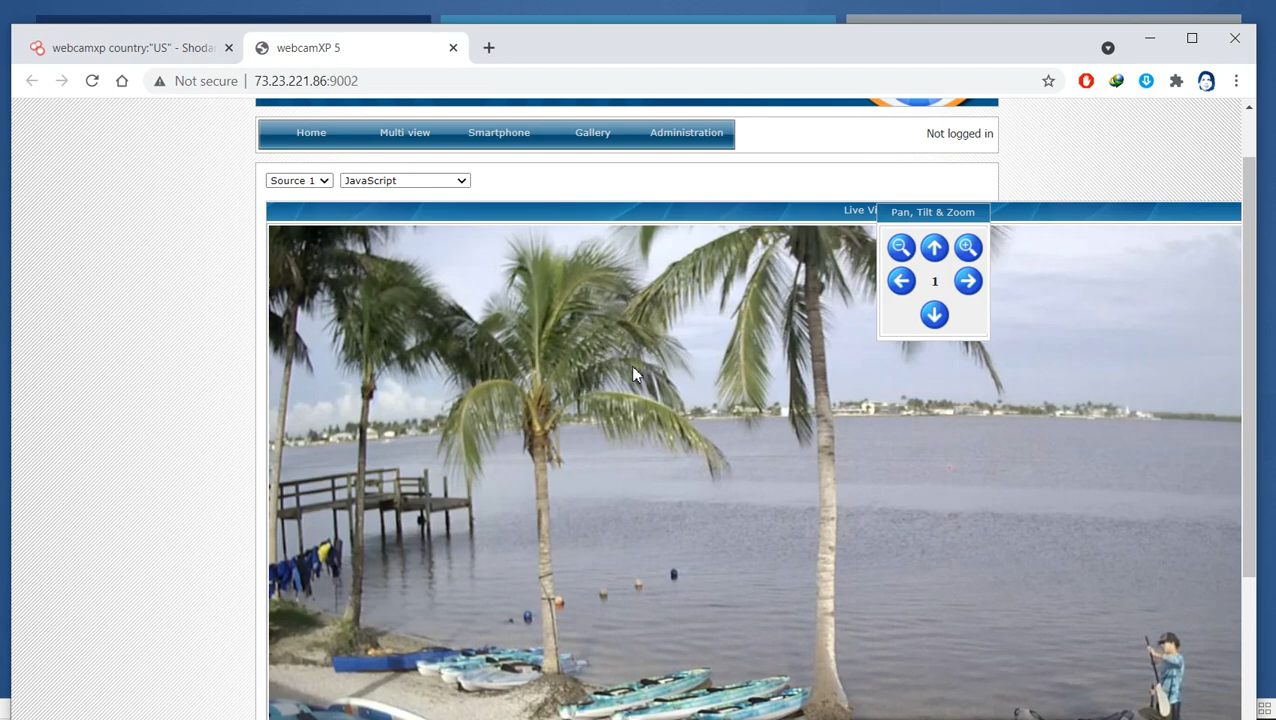 webcamxp country:"US" - Shoda
webcamXP 5
Not secure
73.23.221.86:9002
Home
Multi view
Smartphone
Gallery
Administration
Not logged in
Source 1
JavaScript
Live Vi
Pan, Tilt & Zoom
1